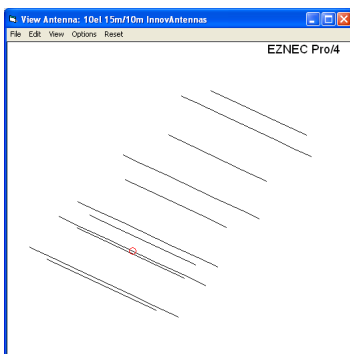 View Antenna: 10el 15m/10m InnovAntennas
File Edit View Options Reset
EZNEC Pro/4